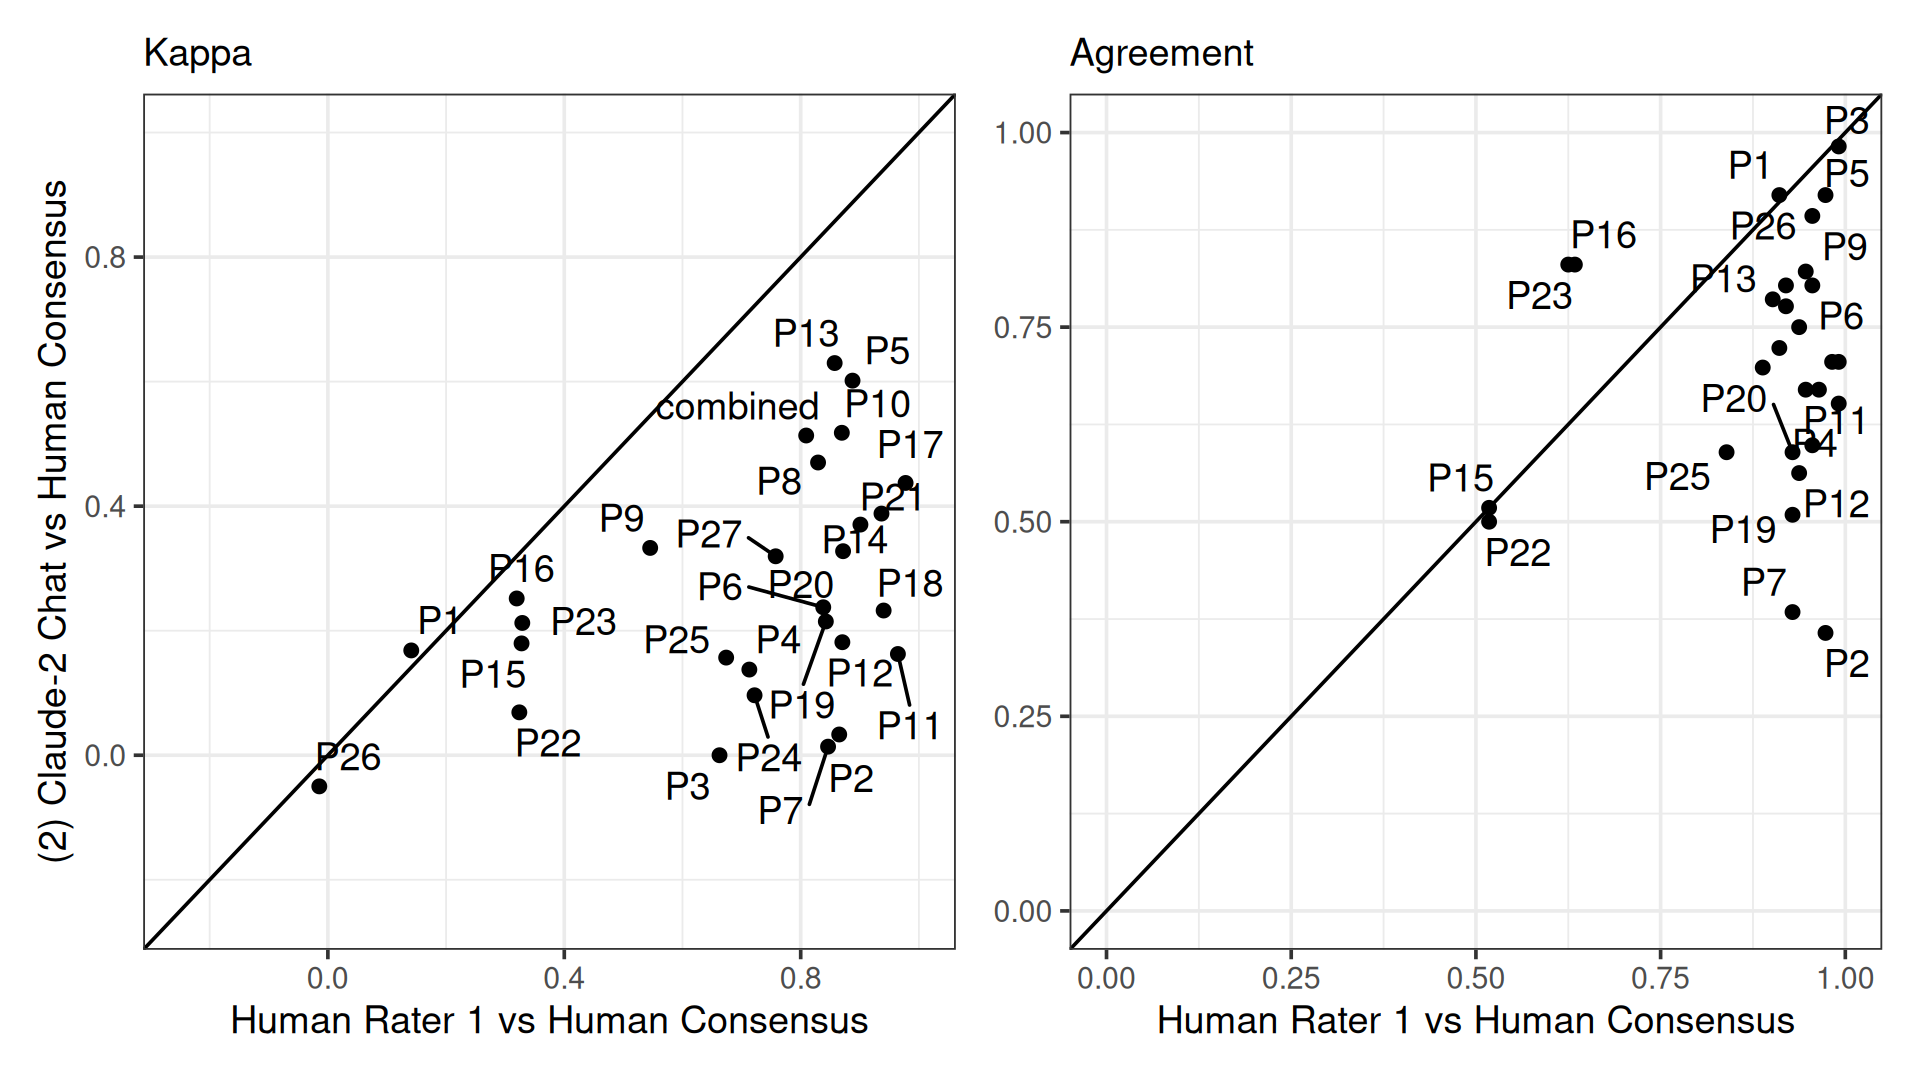 Kappa
(2) Claude-2 Chat vs Human Consensus
0.8
0.4
0.0
P13
P5
combined
P10
P17
P8
P21
P9
P27
P14
P16
P6
P20
P18
P1
P23
P25
P4
P15
P12
P19
P11
P22
P26
P24
P3
P2
P7
0.0
0.4
0.8
Human Rater 1 vs Human Consensus
Agreement
1.00
0.75
0.50
0.25
0.00
P3
P1
P5
P26
P16
P9
P13
P23
P6
P20
P11
P4
P25
P15
P12
P19
P22
P7
P2
0.00
0.25
0.50
0.75
1.00
Human Rater 1 vs Human Consensus